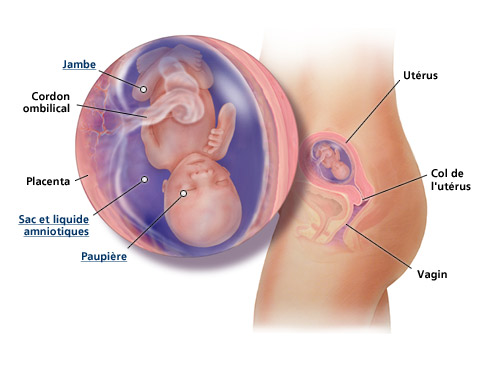 Jambe
Cordon
ombilical
Placenta
Sac et liquide
amniotiques
Paupière
Utérus
Col de
l'utérus
Vagin